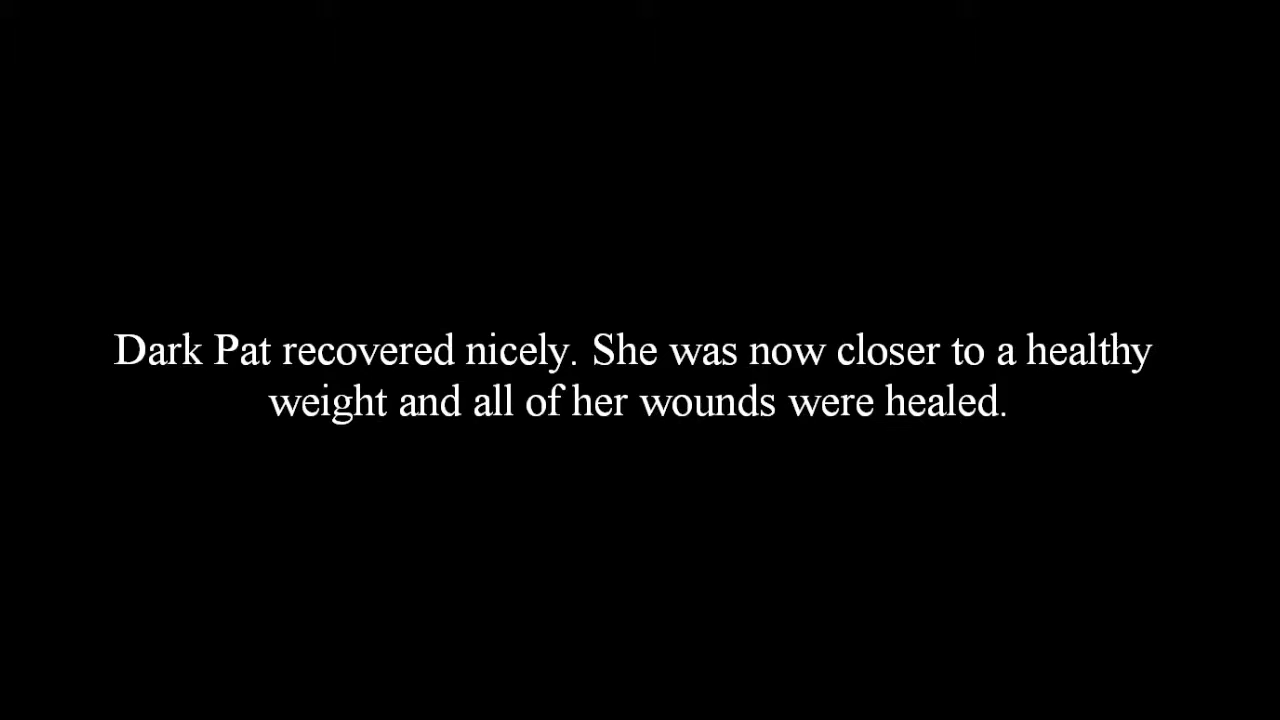 Dark Pat recovered nicely. She was now closer to a healthy
weight and all of her wounds were healed.